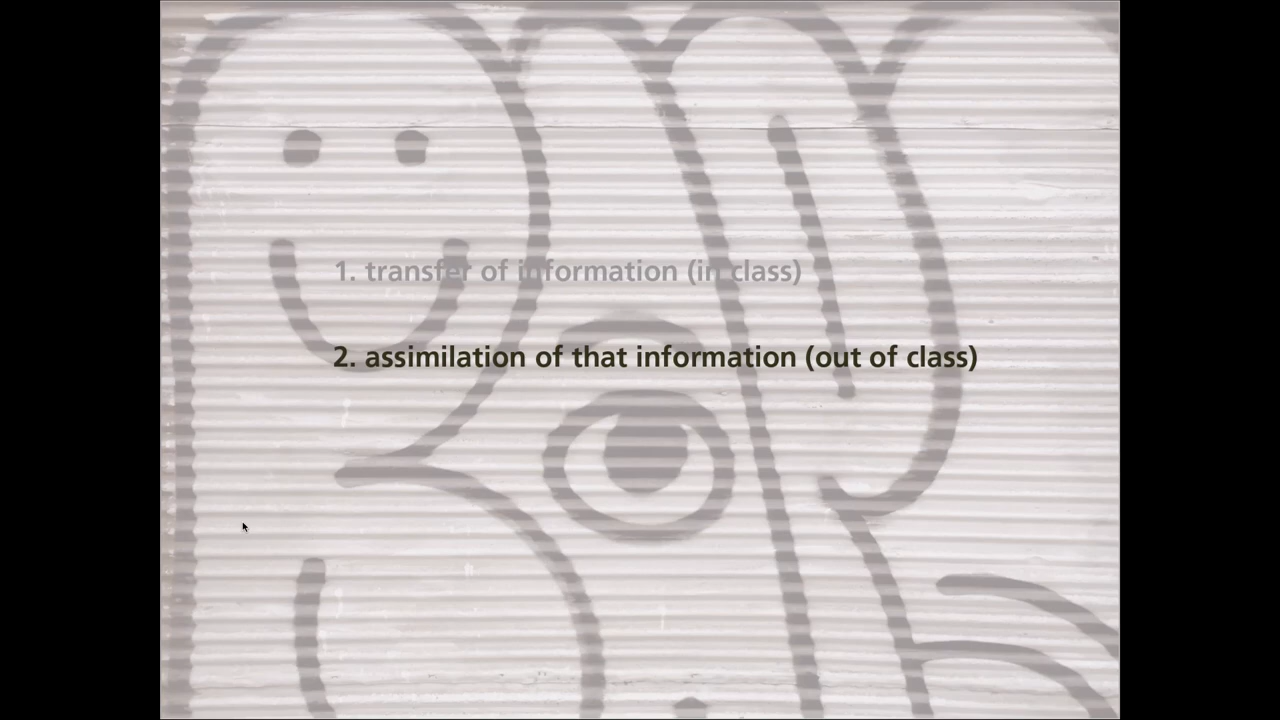 1. transfer of information (in class)
2. assimilation of that information (out of class)